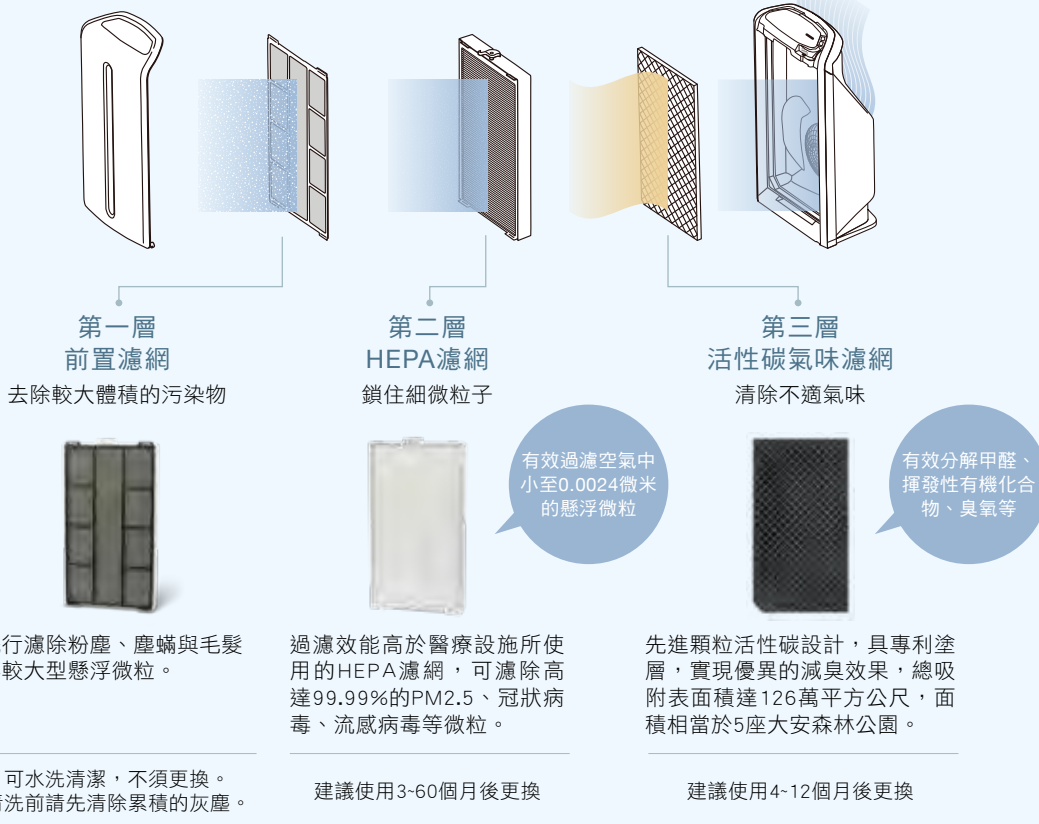 第一層
前置濾網
去除較大體積的污染物
行濾除粉塵、塵蟎與毛髮
較大型懸浮微粒。
可水洗清潔，不須更換。
洗前請先清除累積的灰塵。
第二層
HEPA濾網
鎖住細微粒子
有效過濾空氣中
小至0.0024微米
的懸浮微粒
過濾效能高於醫療設施所使
用的HEPA濾網，可濾除高
達99.99%的PM2.5、冠狀病
毒、流感病毒等微粒。
建議使用3~60個月後更換
第三層
活性碳氣味濾網
清除不適氣味
有效分解甲醛、
揮發性有機化合
物、臭氧等
先進顆粒活性碳設計，具專利塗
層，實現優異的減臭效果，總吸
附表面積達126萬平方公尺，面
積相當於5座大安森林公園。
建議使用4~12個月後更換